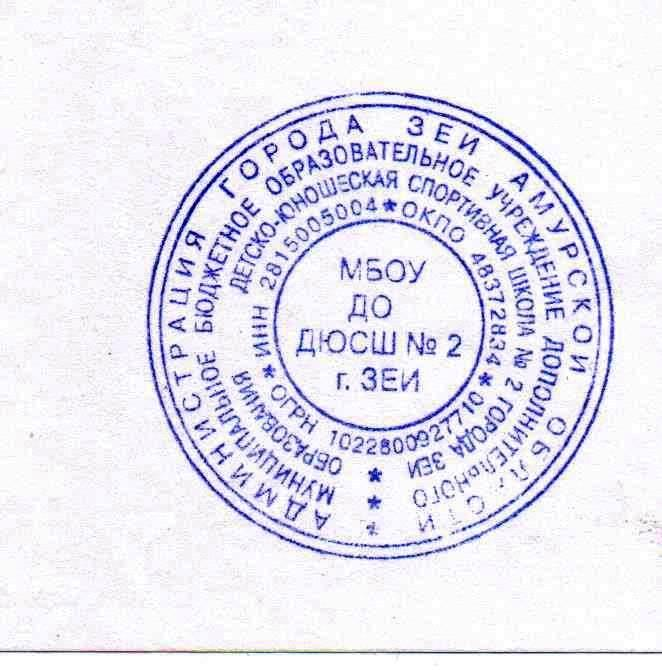 АДМИНИСТРАЦИЯ ГОРОДА ЗЕИ АМУРСКОЙ ОБЛАСТИ
МУНИЦИПАЛЬНОЕ БЮДЖЕТНОЕ ОБРАЗОВАТЕЛЬНОЕ УЧРЕЖДЕНИЕ ДОПОЛНИТЕЛЬНОГО
ОБРАЗОВАНИЯ ДЕТСКО-ЮНОШЕСКАЯ СПОРТИВНАЯ ШКОЛА № 2 ГОРОДА ЗЕИ
* ИНН 2815005004 * ОКПО 48372834 * ОГРН 1022800927710
МБОУ
ДО
ДЮСШ № 2
г. ЗЕИ